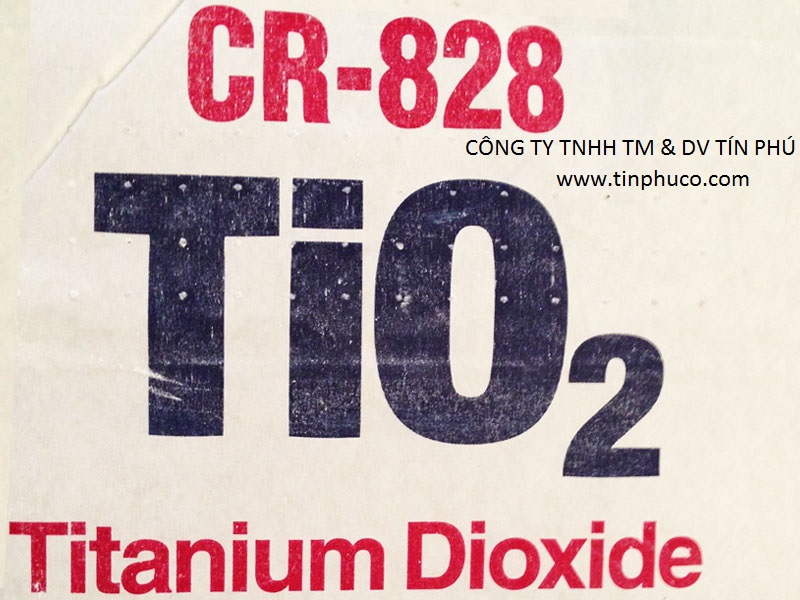 CR-828
CÔNG TY TNHH TM & DV TÍN PHÚ
www.tinphuco.com
TiO₂
Titanium Dioxide